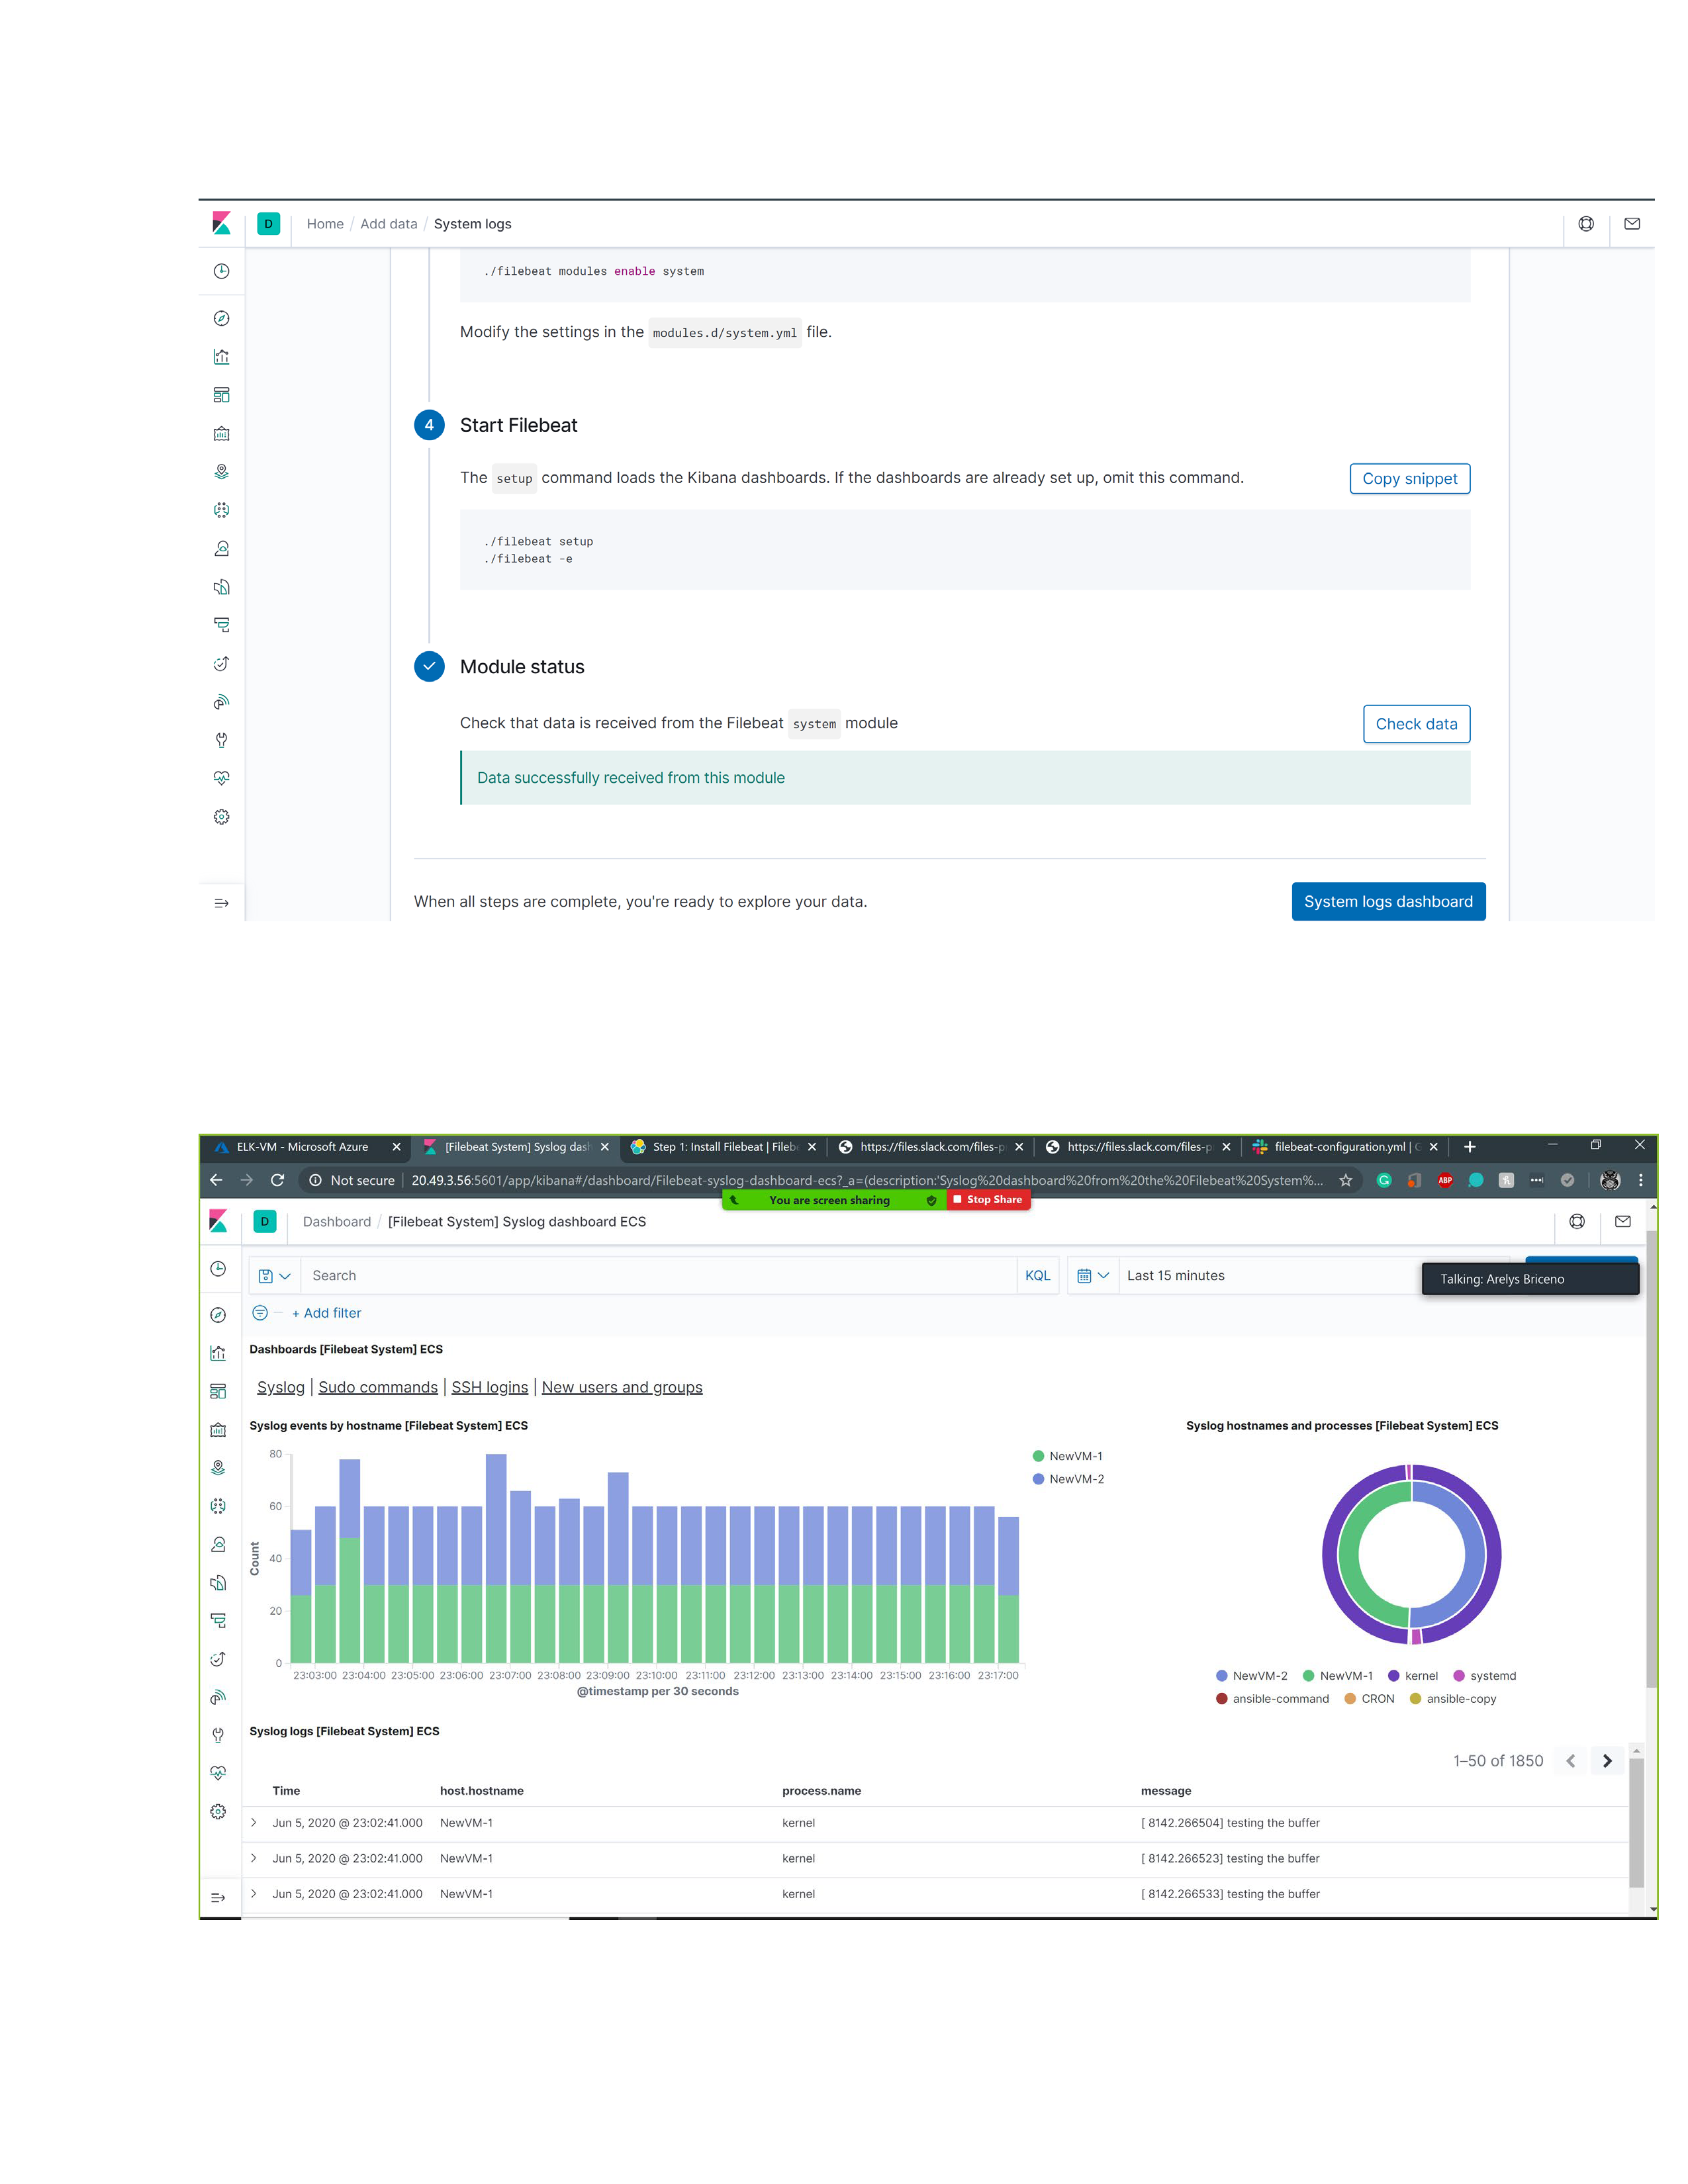 D Home / Add data / System logs
./filebeat modules enable system
Modify the settings in the modules.d/system.yml file.
4 Start Filebeat
The setup command loads the Kibana dashboards. If the dashboards are already set up, omit this command.
Copy snippet
./filebeat setup
./filebeat -e
Module status
Check that data is received from the Filebeat system module
Check data
Data successfully received from this module
When all steps are complete, you're ready to explore your data.
System logs dashboard
ELK-VM - Microsoft Azure [Filebeat System] Syslog das Step 1: Install Filebeat | Fileb https://files.slack.com/files-p https://files.slack.com/files-p filebeat-configuration.yml | G
Not secure | 20.49.3.56:5601/app/kibana#/dashboard/Filebeat-syslog-dashboard-ecs?_a=(description:'Syslog%20dashboard%20from%20the%20Filebeat%20System%...
ABP
You are screen sharing Stop Share
D Dashboard / [Filebeat System] Syslog dashboard ECS
Search KQL Last 15 minutes
Talking: Arelys Briceno
+ Add filter
Dashboards [Filebeat System] ECS
Syslog | Sudo commands | SSH logins | New users and groups
Syslog events by hostname [Filebeat System] ECS
80
60
40
20
0
Count
23:03:00 23:04:00 23:05:00 23:06:00 23:07:00 23:08:00 23:09:00 23:10:00 23:11:00 23:12:00 23:13:00 23:14:00 23:15:00 23:16:00 23:17:00
@timestamp per 30 seconds
NewVM-1
NewVM-2
Syslog hostnames and processes [Filebeat System] ECS
NewVM-2 NewVM-1 kernel systemd
ansible-command CRON ansible-copy
Syslog logs [Filebeat System] ECS
1–50 of 1850
Time host.hostname process.name message
Jun 5, 2020 @ 23:02:41.000 NewVM-1 kernel [ 8142.266504] testing the buffer
Jun 5, 2020 @ 23:02:41.000 NewVM-1 kernel [ 8142.266523] testing the buffer
Jun 5, 2020 @ 23:02:41.000 NewVM-1 kernel [ 8142.266533] testing the buffer